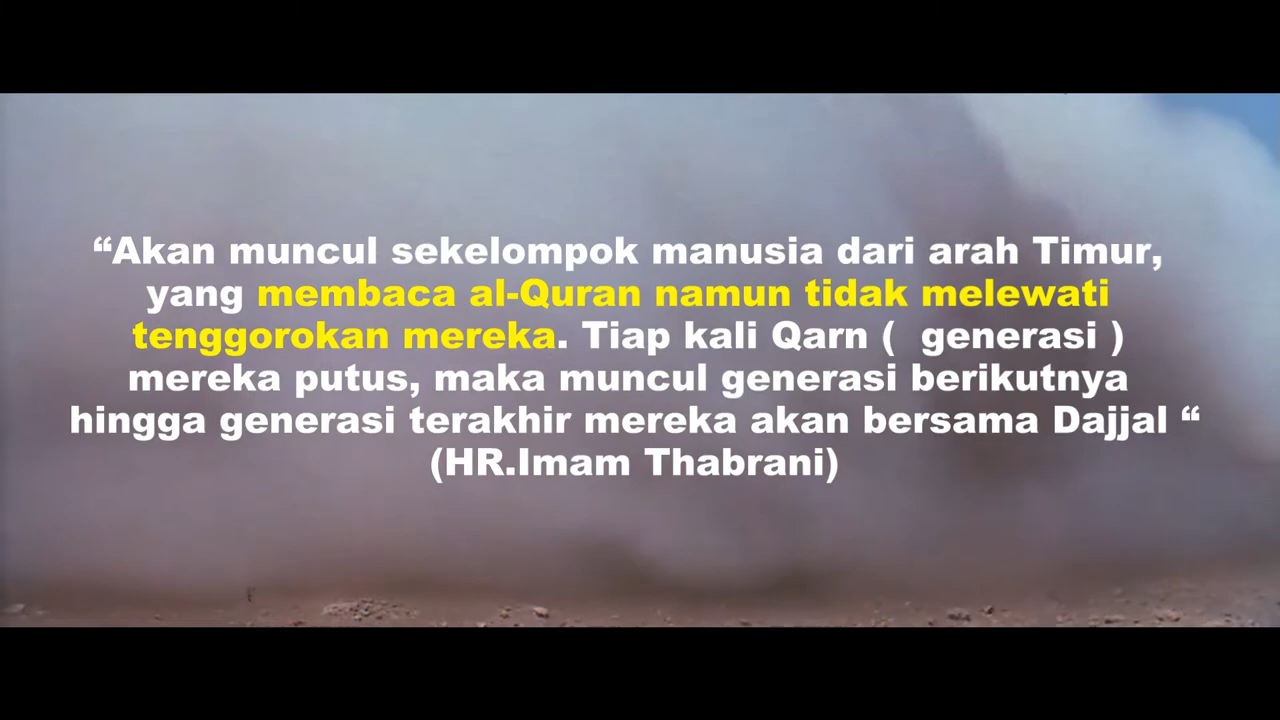 “Akan muncul sekelompok manusia dari arah Timur,
yang membaca al-Quran namun tidak melewati
tenggorokan mereka. Tiap kali Qarn (  generasi )
mereka putus, maka muncul generasi berikutnya
hingga generasi terakhir mereka akan bersama Dajjal “
(HR.Imam Thabrani)